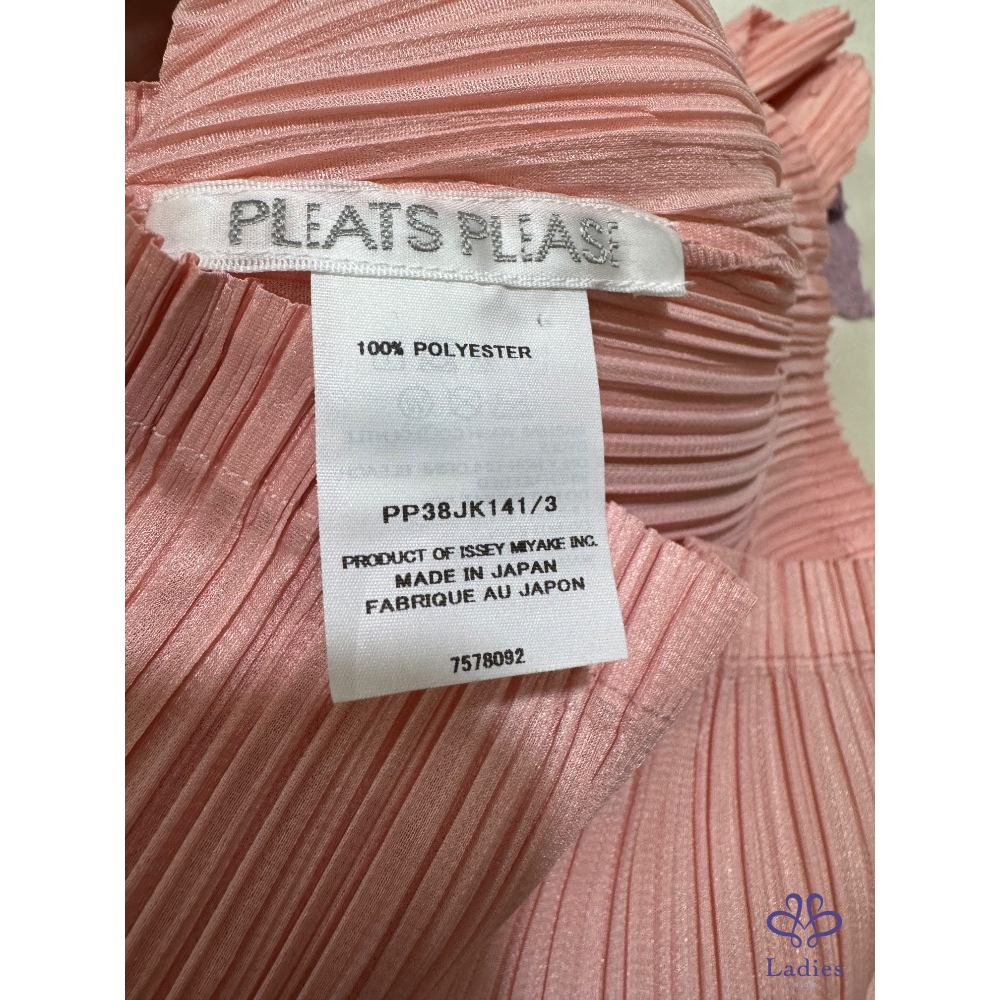 PLEATS PLEASE
100% POLYESTER
PP38JK141/3
PRODUCT OF ISSEY MIYAKE INC.
MADE IN JAPAN
FABRIQUE AU JAPON
7578092
Ladies